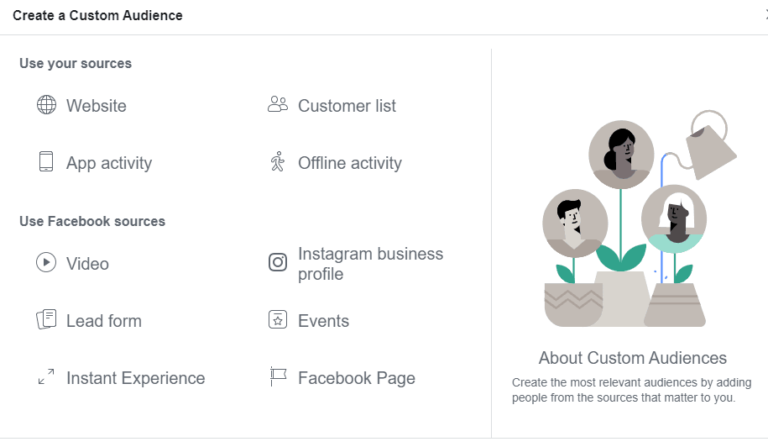 Create a Custom Audience
Use your sources
Website
Customer list
App activity
Offline activity
Use Facebook sources
Video
Instagram business
profile
Lead form
Events
Instant Experience
Facebook Page
About Custom Audiences
Create the most relevant audiences by adding
people from the sources that matter to you.